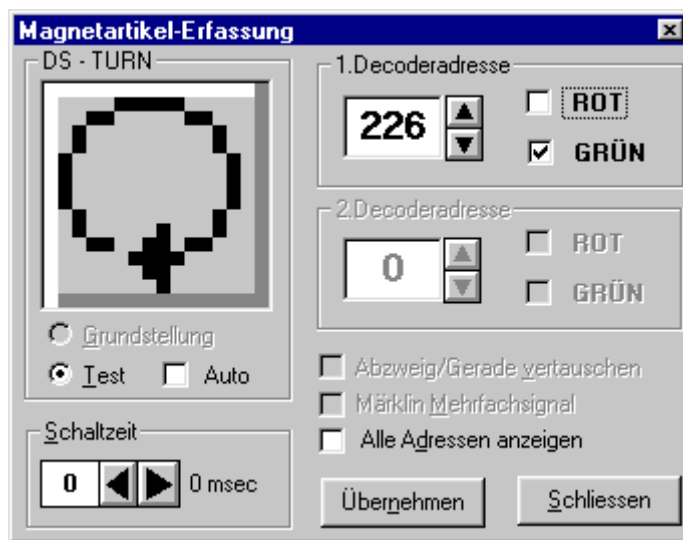 Magnetartikel-Erfassung
DS - TURN
Grundstellung
Test
Auto
Schaltzeit
0
0 msec
1.Decoderadresse
226
ROT
GRÜN
2.Decoderadresse
0
ROT
GRÜN
Abzweig/Gerade vertauschen
Märklin Mehrfachsignal
Alle Adressen anzeigen
Übernehmen
Schliessen